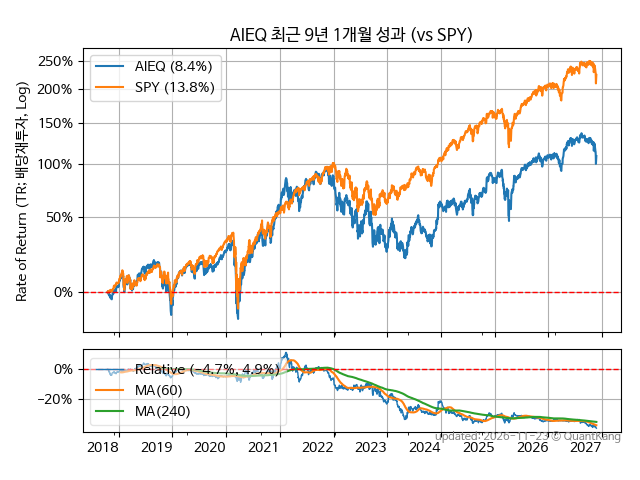 AIEQ 최근 9년 1개월 성과 (vs SPY)
Rate of Return (TR; 배당재투자, Log)
250%
200%
150%
100%
50%
0%
AIEQ (8.4%)
SPY (13.8%)
0%
−20%
Relative (−4.7%, 4.9%)
MA(60)
MA(240)
Updated: 2026-11-23 © QuantKang
2018 2019 2020 2021 2022 2023 2024 2025 2026 2027